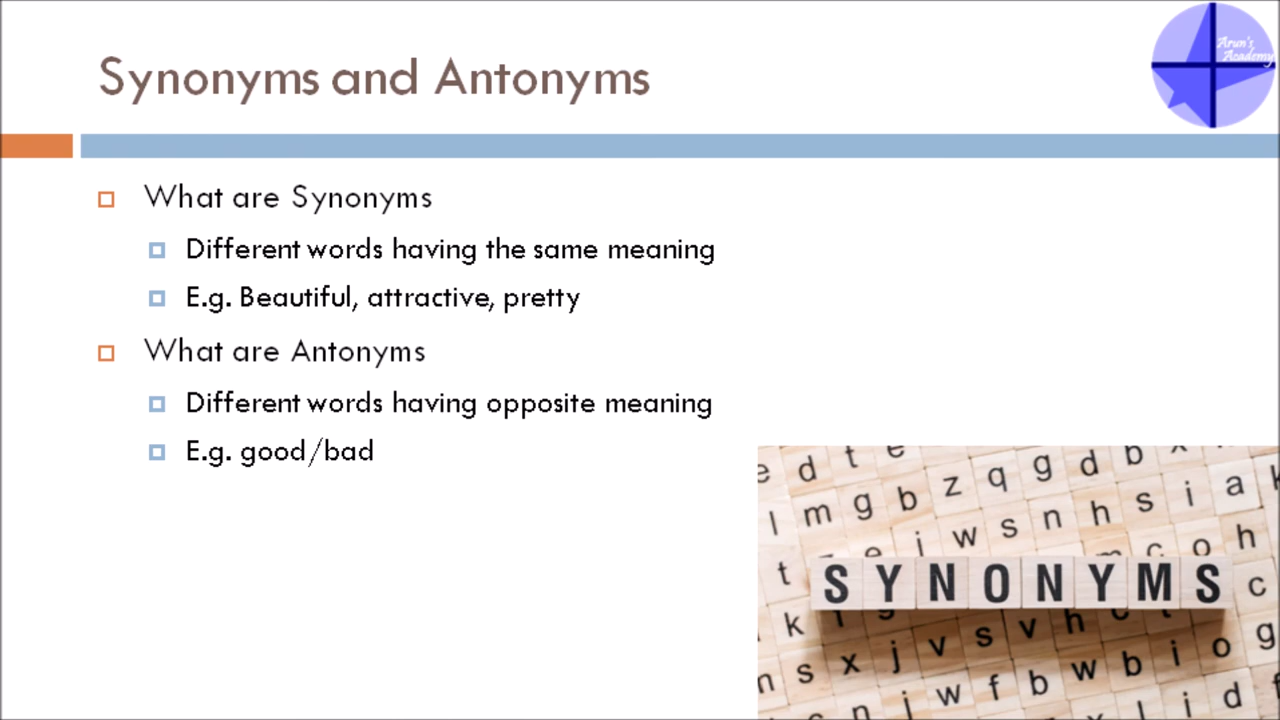 Arun's
Academy
Synonyms and Antonyms
What are Synonyms
Different words having the same meaning
E.g. Beautiful, attractive, pretty
What are Antonyms
Different words having opposite meaning
E.g. good/bad
e d t e
l m g b z q g d b
w s n h s i a
t
c o h
SYNONYMS
c
k
s x j v s v h
g
n j w f b w b i o
l i d